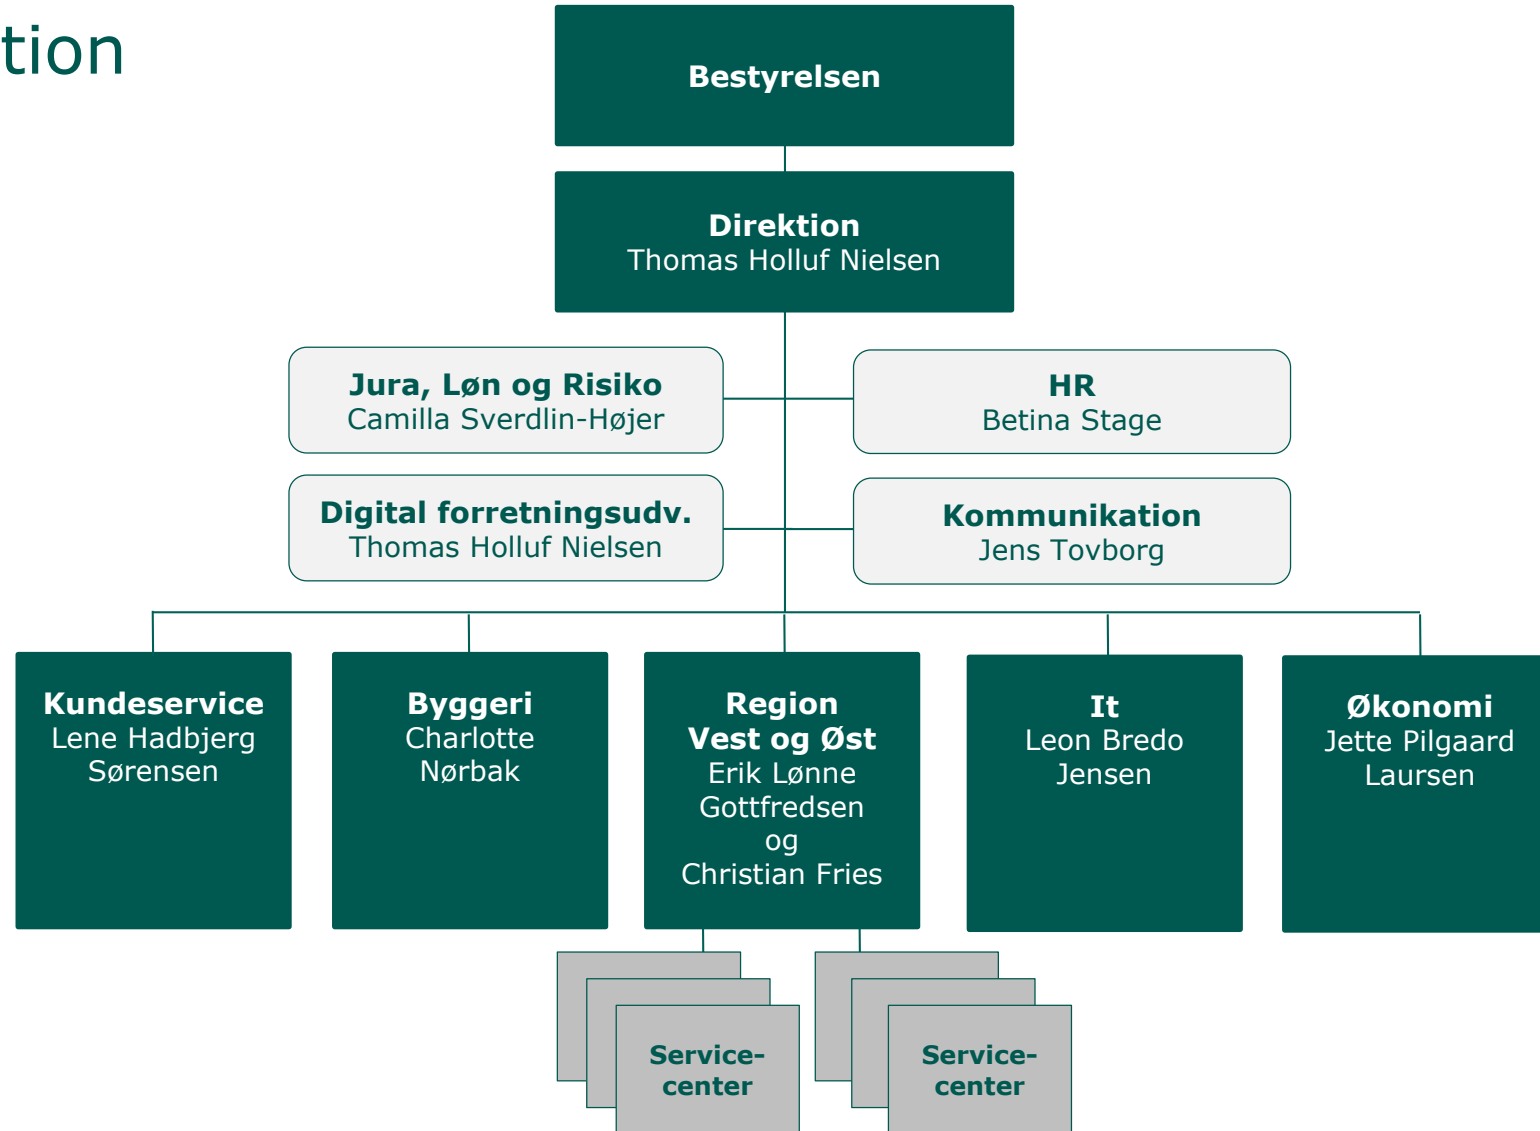 tion
Bestyrelsen
Direktion
Thomas Holluf Nielsen
Jura, Løn og Risiko
Camilla Sverdlin-Højer
HR
Betina Stage
Digital forretningsudv.
Thomas Holluf Nielsen
Kommunikation
Jens Tovborg
Kundeservice
Lene Hadbjerg
Sørensen
Byggeri
Charlotte
Nørbak
Region
Vest og Øst
Erik Lønne
Gottfredsen
og
Christian Fries
It
Leon Bredo
Jensen
Økonomi
Jette Pilgaard
Laursen
Service-
center
Service-
center